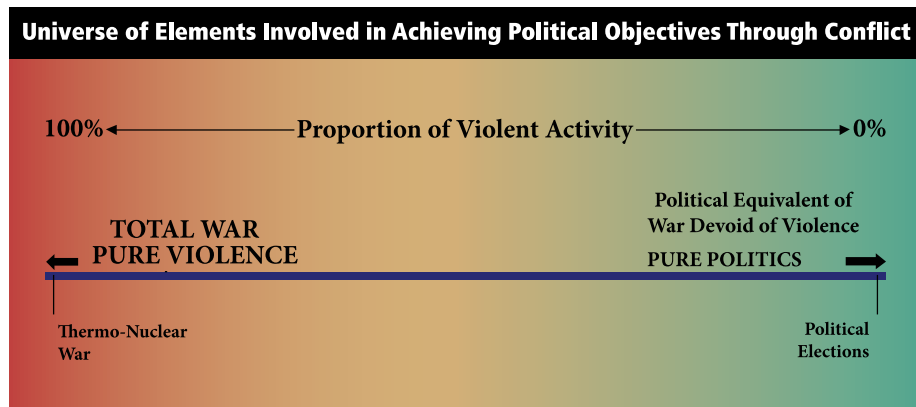 Universe of Elements Involved in Achieving Political Objectives Through Conflict
100% Proportion of Violent Activity 0%
Political Equivalent of
War Devoid of Violence
TOTAL WAR
PURE VIOLENCE
PURE POLITICS
Thermo-Nuclear
War
Political
Elections